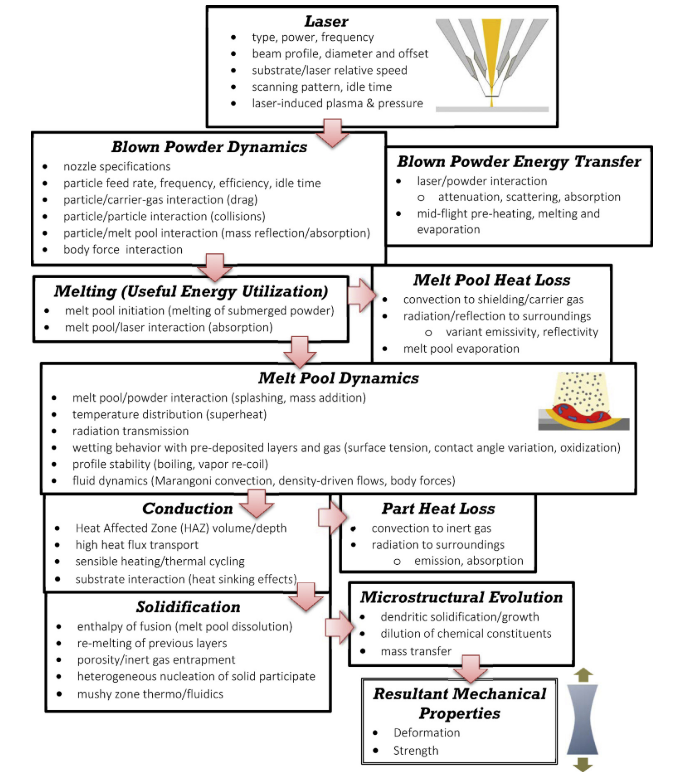 Laser
• type, power, frequency
• beam profile, diameter and offset
• substrate/laser relative speed
• scanning pattern, idle time
• laser-induced plasma & pressure
Blown Powder Dynamics
• nozzle specifications
• particle feed rate, frequency, efficiency, idle time
• particle/carrier-gas interaction (drag)
• particle/particle interaction (collisions)
• particle/melt pool interaction (mass reflection/absorption)
• body force interaction
Blown Powder Energy Transfer
• laser/powder interaction
o attenuation, scattering, absorption
• mid-flight pre-heating, melting and
evaporation
Melting (Useful Energy Utilization)
• melt pool initiation (melting of submerged powder)
• melt pool/laser interaction (absorption)
Melt Pool Heat Loss
• convection to shielding/carrier gas
• radiation/reflection to surroundings
o variant emissivity, reflectivity
• melt pool evaporation
Melt Pool Dynamics
• melt pool/powder interaction (splashing, mass addition)
• temperature distribution (superheat)
• radiation transmission
• wetting behavior with pre-deposited layers and gas (surface tension, contact angle variation, oxidization)
• profile stability (boiling, vapor re-coil)
• fluid dynamics (Marangoni convection, density-driven flows, body forces)
Conduction
• Heat Affected Zone (HAZ) volume/depth
• high heat flux transport
• sensible heating/thermal cycling
• substrate interaction (heat sinking effects)
Part Heat Loss
• convection to inert gas
• radiation to surroundings
o emission, absorption
Solidification
• enthalpy of fusion (melt pool dissolution)
• re-melting of previous layers
• porosity/inert gas entrapment
• heterogeneous nucleation of solid participate
• mushy zone thermo/fluidics
Microstructural Evolution
• dendritic solidification/growth
• dilution of chemical constituents
• mass transfer
Resultant Mechanical
Properties
• Deformation
• Strength